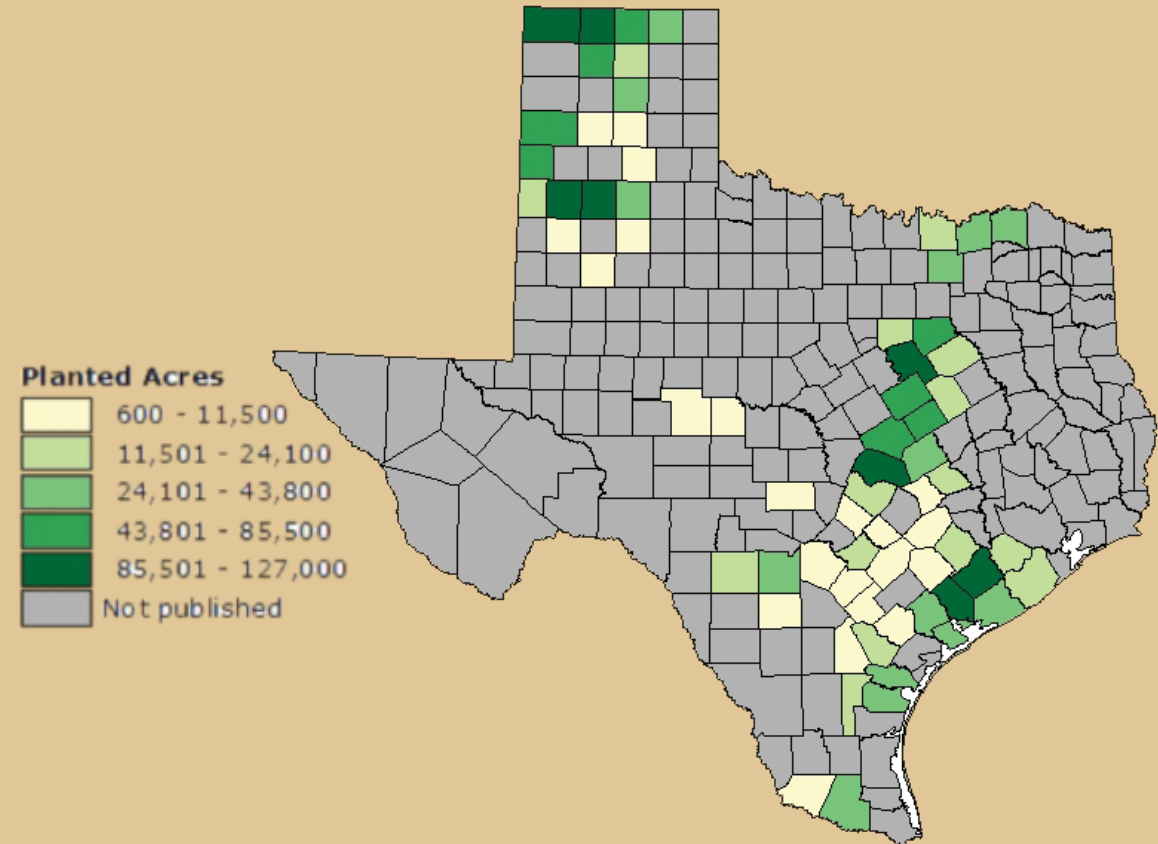 Planted Acres
600 - 11,500
11,501 - 24,100
24,101 - 43,800
43,801 - 85,500
85,501 - 127,000
Not published